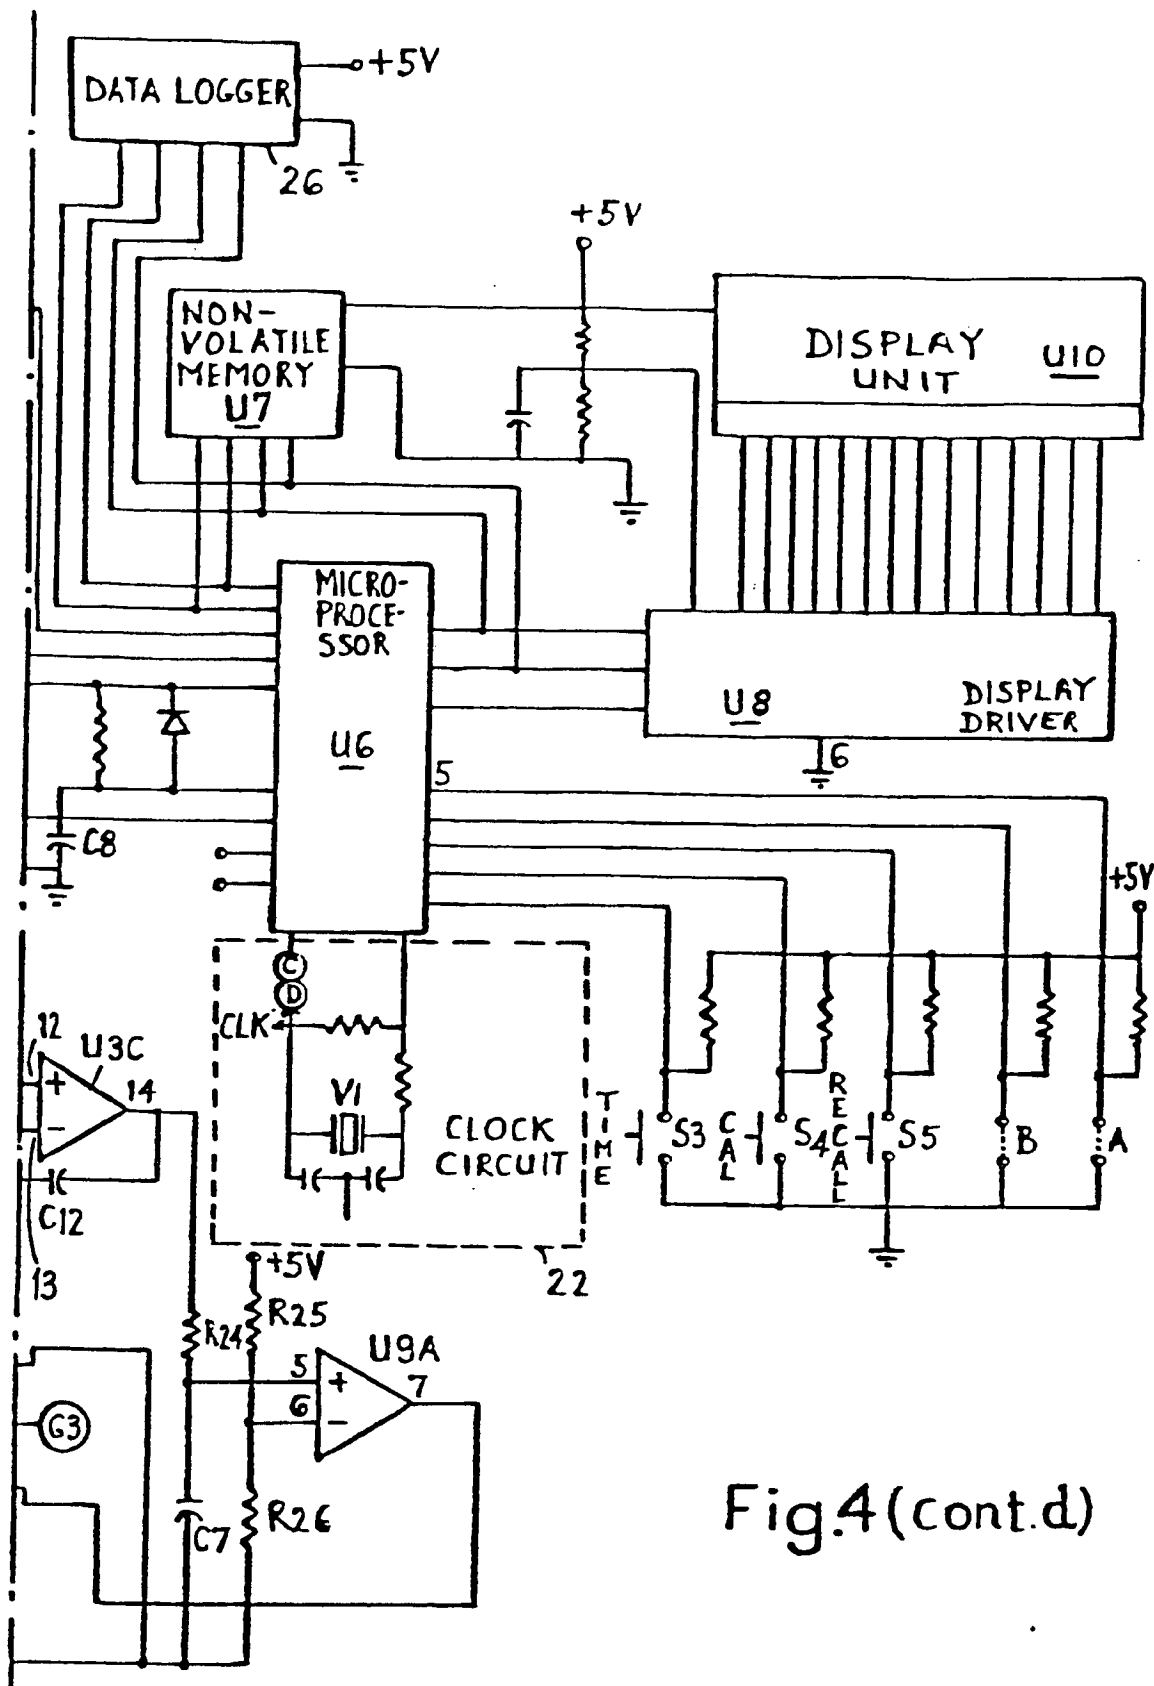 DATA LOGGER
+5V
26
+5V
NON-
VOLATILE
MEMORY
U7
DISPLAY
UNIT
U10
MICRO-
PROCE-
SSOR
U6
U8
DISPLAY
DRIVER
6
5
C8
+5V
C
D
CLK
V1
CLOCK
CIRCUIT
22
TIME
S3
CAL
S4
RECALL
S5
B
A
12
U3C
+
14
-
C12
13
+5V
R25
R24
U9A
5
+
7
6
-
G3
C7
R26
Fig.4 (cont.d)